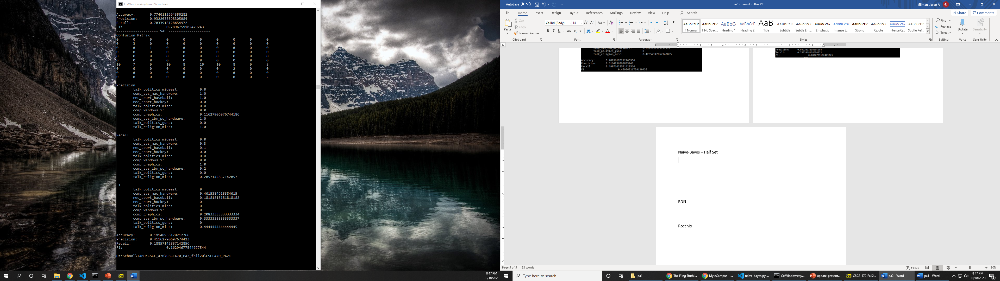 C:\Windows\system32\cmd.exe
Accuracy: 0.7740112994350282
Precision: 0.9322033898305084
Recall: 0.7833918128654972
F1: 0.7896759162479243
-------------------- VAL ---------------------
Confusion Matrix
0 0 0 0 0 0 0 0 0 0
0 3 0 0 0 0 0 0 0 0
0 0 1 0 0 0 0 0 0 0
0 0 0 0 0 0 0 0 0 0
0 0 0 0 0 0 0 0 0 0
0 0 0 0 0 0 0 0 0 0
10 7 9 10 8 10 10 8 9 5
0 0 0 0 0 0 0 2 0 0
0 0 0 0 0 0 0 0 0 0
0 0 0 0 0 0 0 0 0 2
Precision
talk_politics_mideast: 0.0
comp_sys_mac_hardware: 1.0
rec_sport_baseball: 1.0
rec_sport_hockey: 0.0
talk_politics_misc: 0.0
comp_windows_x: 0.0
comp_graphics: 0.11627906976744186
comp_sys_ibm_pc_hardware: 1.0
talk_politics_guns: 0.0
talk_religion_misc: 1.0
Recall
talk_politics_mideast: 0.0
comp_sys_mac_hardware: 0.3
rec_sport_baseball: 0.1
rec_sport_hockey: 0.0
talk_politics_misc: 0.0
comp_windows_x: 0.0
comp_graphics: 1.0
comp_sys_ibm_pc_hardware: 0.2
talk_politics_guns: 0.0
talk_religion_misc: 0.2857142857142857
F1
talk_politics_mideast: 0
comp_sys_mac_hardware: 0.4615384615384615
rec_sport_baseball: 0.18181818181818182
rec_sport_hockey: 0
talk_politics_misc: 0
comp_windows_x: 0
comp_graphics: 0.20833333333333334
comp_sys_ibm_pc_hardware: 0.33333333333333337
talk_politics_guns: 0
talk_religion_misc: 0.4444444444444445
Accuracy: 0.19148936170212766
Precision: 0.41162790697674423
Recall: 0.18857142857142856
F1: 0.16294677544677544
D:\School\TAMU\CSCE_470\CSCE470_PA2_fall20\CSCE470_PA2>
8:47 PM
10/18/2020
AutoSave Off
pa2 - Saved to this PC
Gilman, Jason A GJ
File Home Insert Design Layout References Mailings Review View Help Search
Share Comments
Paste Cut
Copy
Format Painter
Clipboard
Calibri (Body) 14
Font
Paragraph
AaBbCcDc AaBbCcDc AaBbCc AaBbCcD AaB AaBbCcD AaBbCcDc AaBbCcDc AaBbCcDc AaBbCcDc AaBbCcDc AaBbCcDc AaBbCcDc
¶ Normal ¶ No Spac... Heading 1 Heading 2 Title Subtitle Subtle Em... Emphasis Intense E... Strong Quote Intense Q... Subtle Ref...
Styles
Find
Replace
Select
Editing
Dictate
Voice
Sensitivity
Sensitivity
talk_politics_guns: 0
talk_religion_misc: 0.42857142857142855
Accuracy: 0.48936170212765956
Precision: 0.6164256795835743
Recall: 0.49071428571428566
F1: 0.45956521739130435
Precision: 0.9322033898305084
Recall: 0.7833918128654972
F1: 0.7896759162479243
Naïve-Bayes – Half Set
KNN
Rocchio
Page 5 of 5 53 words
Focus
90%
Type here to search
pa1
The F'ing Truth!...
My eCampus – ...
naive-bayes.py ...
C:\Windows\sy...
update_present...
CSCE-470_Fall2...
pa2 - Word
pa1 - Word
8:47 PM
10/18/2020